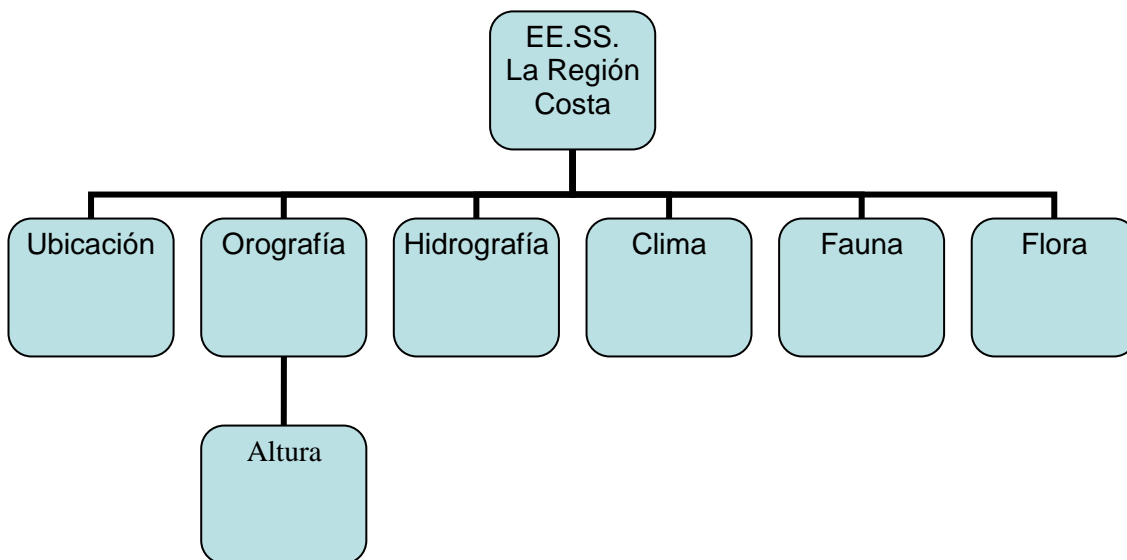 EE.SS.
La Región
Costa
Ubicación
Orografía
Hidrografía
Clima
Fauna
Flora
Altura